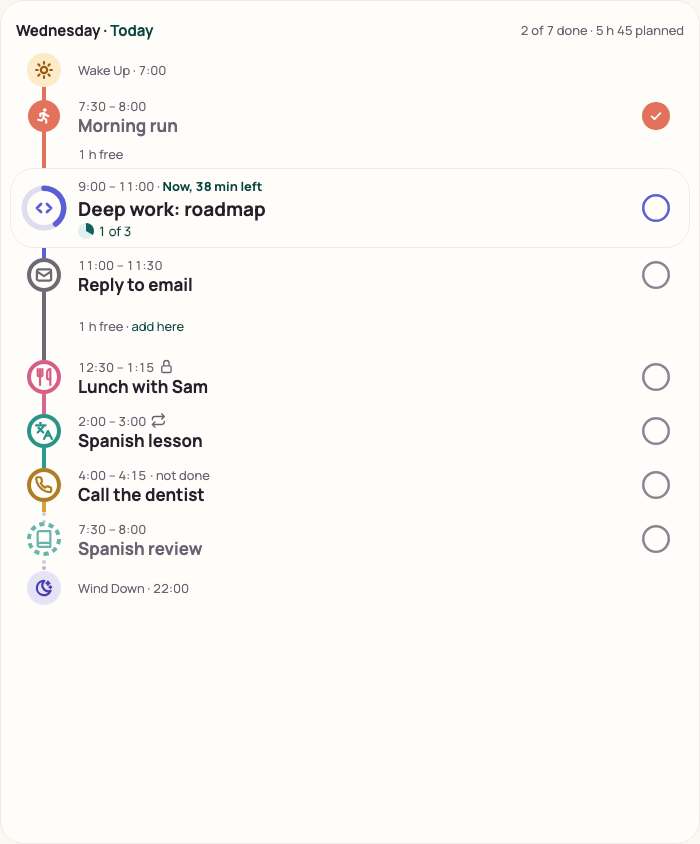 Wednesday · Today
2 of 7 done · 5 h 45 planned
Wake Up · 7:00
7:30 – 8:00
Morning run
1 h free
9:00 – 11:00 · Now, 38 min left
Deep work: roadmap
1 of 3
11:00 – 11:30
Reply to email
1 h free · add here
12:30 – 1:15
Lunch with Sam
2:00 – 3:00
Spanish lesson
4:00 – 4:15 · not done
Call the dentist
7:30 – 8:00
Spanish review
Wind Down · 22:00